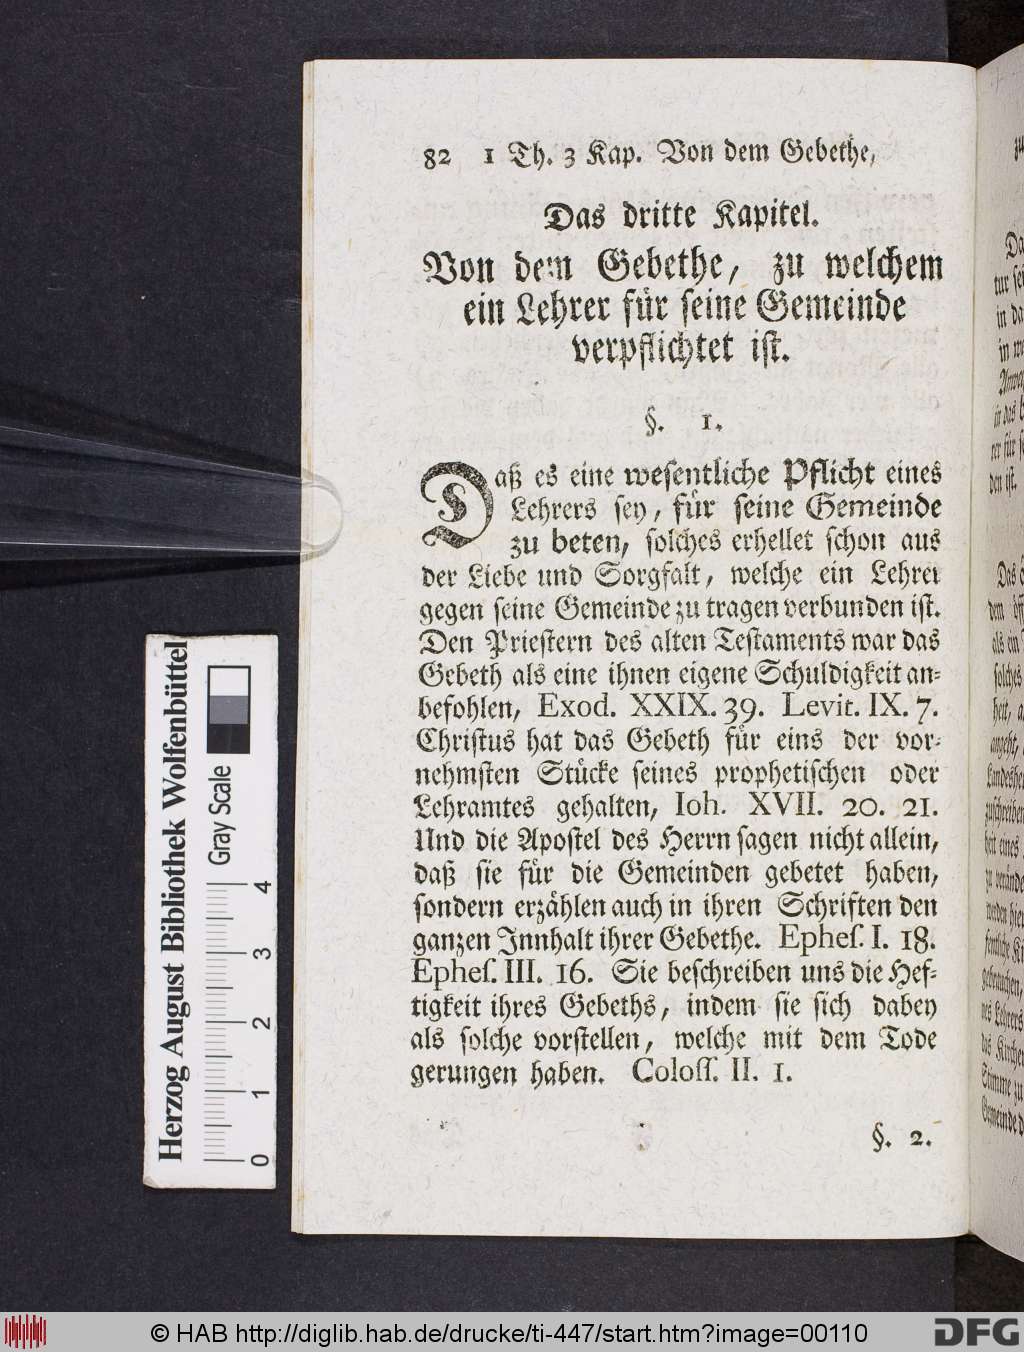 82 1 Th. 3 Kap. Von dem Gebethe,
Das dritte Kapitel.
Von dem Gebethe, zu welchem
ein Lehrer für seine Gemeinde
verpflichtet ist.
§. 1.
Daß es eine wesentliche Pflicht eines
Lehrers sey, für seine Gemeinde
zu beten, solches erhellet schon aus
der Liebe und Sorgfalt, welche ein Lehrer
gegen seine Gemeinde zu tragen verbunden ist.
Den Priestern des alten Testaments war das
Gebeth als eine ihnen eigene Schuldigkeit an-
befohlen, Exod. XXIX. 39. Levit. IX. 7.
Christus hat das Gebeth für eins der vor-
nehmsten Stücke seines prophetischen oder
Lehramtes gehalten, Ioh. XVII. 20. 21.
Und die Apostel des Herrn sagen nicht allein,
daß sie für die Gemeinden gebetet haben,
sondern erzählen auch in ihren Schriften den
ganzen Innhalt ihrer Gebethe. Ephes. I. 18.
Ephes. III. 16. Sie beschreiben uns die Hef-
tigkeit ihres Gebeths, indem sie sich dabey
als solche vorstellen, welche mit dem Tode
gerungen haben. Coloss. II. 1.
§. 2.
Herzog August Bibliothek Wolfenbüttel
Gray Scale
0 1 2 3 4
© HAB http://diglib.hab.de/drucke/ti-447/start.htm?image=00110
DFG